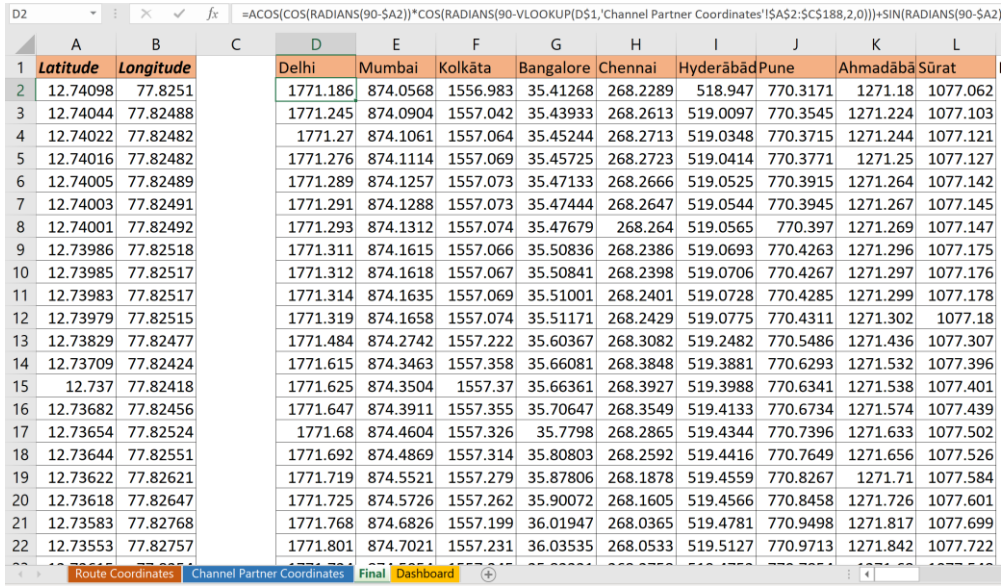 D2 fx =ACOS(COS(RADIANS(90-$A2))*COS(RADIANS(90-VLOOKUP(D$1,'Channel Partner Coordinates'!$A$2:$C$188,2,0)))+SIN(RADIANS(90-$A2)
A B C D E F G H I J K L
1 Latitude Longitude Delhi Mumbai Kolkāta Bangalore Chennai Hyderābād Pune Ahmadābā Sūrat
2 12.74098 77.8251 1771.186 874.0568 1556.983 35.41268 268.2289 518.947 770.3171 1271.18 1077.062
3 12.74044 77.82488 1771.245 874.0904 1557.042 35.43933 268.2613 519.0097 770.3545 1271.224 1077.103
4 12.74022 77.82482 1771.27 874.1061 1557.064 35.45244 268.2713 519.0348 770.3715 1271.244 1077.121
5 12.74016 77.82482 1771.276 874.1114 1557.069 35.45725 268.2723 519.0414 770.3771 1271.25 1077.127
6 12.74005 77.82489 1771.289 874.1257 1557.073 35.47133 268.2666 519.0525 770.3915 1271.264 1077.142
7 12.74003 77.82491 1771.291 874.1288 1557.073 35.47444 268.2647 519.0544 770.3945 1271.267 1077.145
8 12.74001 77.82492 1771.293 874.1312 1557.074 35.47679 268.264 519.0565 770.397 1271.269 1077.147
9 12.73986 77.82518 1771.311 874.1615 1557.066 35.50836 268.2386 519.0693 770.4263 1271.296 1077.175
10 12.73985 77.82517 1771.312 874.1618 1557.067 35.50841 268.2398 519.0706 770.4267 1271.297 1077.176
11 12.73983 77.82517 1771.314 874.1635 1557.069 35.51001 268.2401 519.0728 770.4285 1271.299 1077.178
12 12.73979 77.82515 1771.319 874.1658 1557.074 35.51171 268.2429 519.0775 770.4311 1271.302 1077.18
13 12.73829 77.82477 1771.484 874.2742 1557.222 35.60367 268.3082 519.2482 770.5486 1271.436 1077.307
14 12.73709 77.82424 1771.615 874.3463 1557.358 35.66081 268.3848 519.3881 770.6293 1271.532 1077.396
15 12.737 77.82418 1771.625 874.3504 1557.37 35.66361 268.3927 519.3988 770.6341 1271.538 1077.401
16 12.73682 77.82456 1771.647 874.3911 1557.355 35.70647 268.3549 519.4133 770.6734 1271.574 1077.439
17 12.73654 77.82524 1771.68 874.4604 1557.326 35.7798 268.2865 519.4344 770.7396 1271.633 1077.502
18 12.73644 77.82551 1771.692 874.4869 1557.314 35.80803 268.2592 519.4416 770.7649 1271.656 1077.526
19 12.73622 77.82621 1771.719 874.5521 1557.279 35.87806 268.1878 519.4559 770.8267 1271.71 1077.584
20 12.73618 77.82647 1771.725 874.5726 1557.262 35.90072 268.1605 519.4566 770.8458 1271.726 1077.601
21 12.73583 77.82768 1771.768 874.6826 1557.199 36.01947 268.0365 519.4781 770.9498 1271.817 1077.699
22 12.73553 77.82757 1771.801 874.7021 1557.231 36.03535 268.0533 519.5127 770.9713 1271.842 1077.722
Route Coordinates Channel Partner Coordinates Final Dashboard